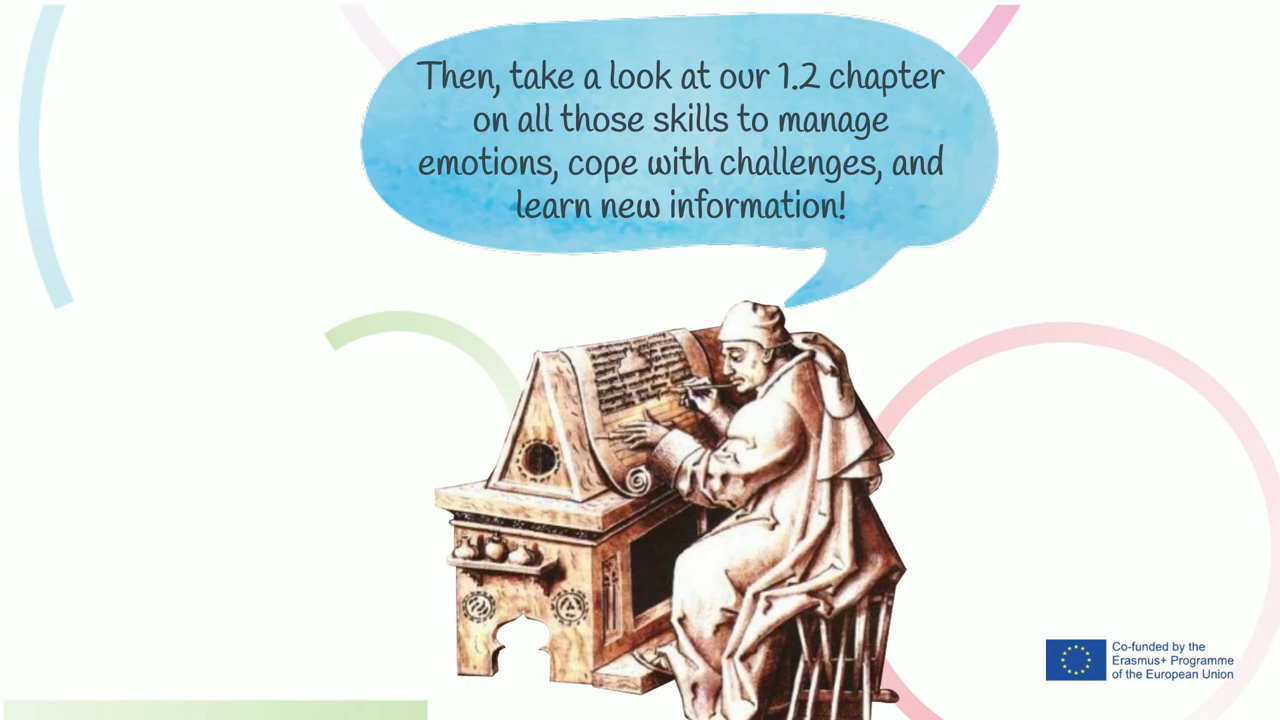 Then, take a look at our 1.2 chapter
on all those skills to manage
emotions, cope with challenges, and
learn new information!
Co-funded by the
Erasmus+ Programme
of the European Union